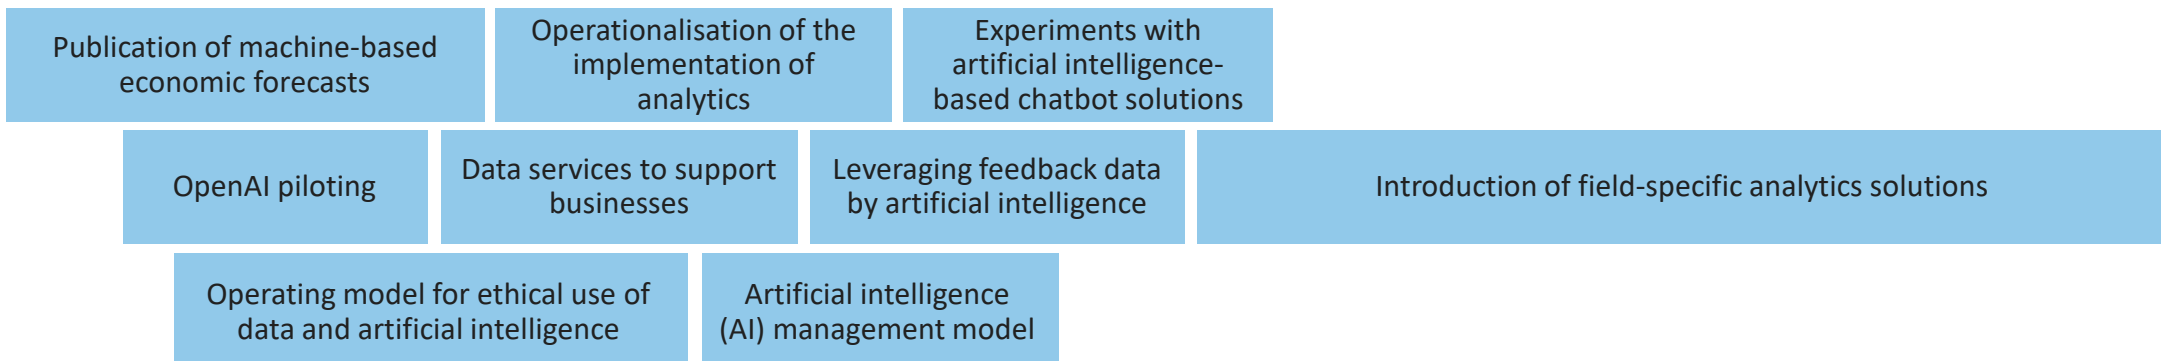 Publication of machine-based
economic forecasts
Operationalisation of the
implementation of
analytics
Experiments with
artificial intelligence-
based chatbot solutions
OpenAI piloting
Data services to support
businesses
Leveraging feedback data
by artificial intelligence
Introduction of field-specific analytics solutions
Operating model for ethical use of
data and artificial intelligence
Artificial intelligence
(AI) management model